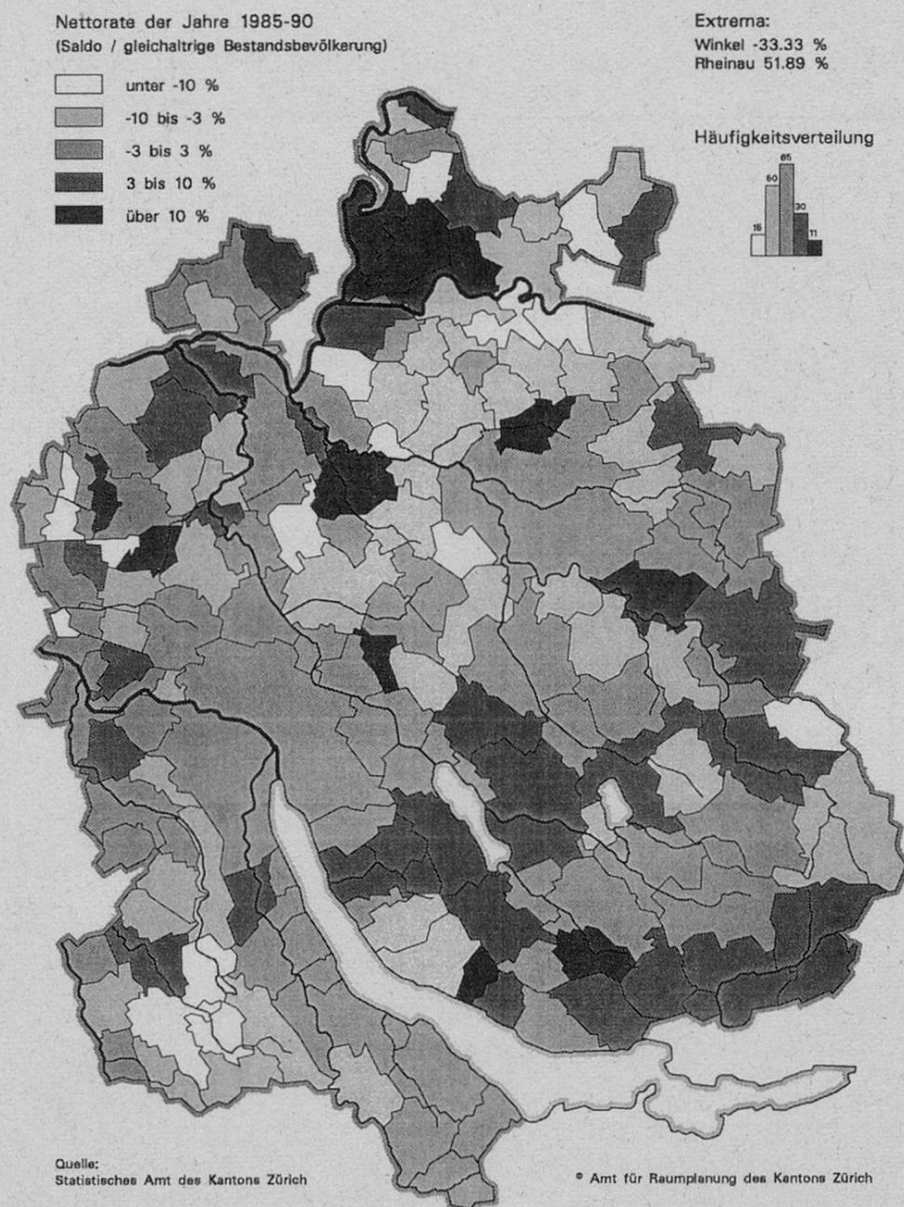 Nettorate der Jahre 1985-90
(Saldo / gleichaltrige Bestandsbevölkerung)
unter -10 %
-10 bis -3 %
-3 bis 3 %
3 bis 10 %
über 10 %
Extrema:
Winkel -33.33 %
Rheinau 51.89 %
Häufigkeitsverteilung
15
50
65
30
11
Quelle:
Statistisches Amt des Kantons Zürich
© Amt für Raumplanung des Kantons Zürich